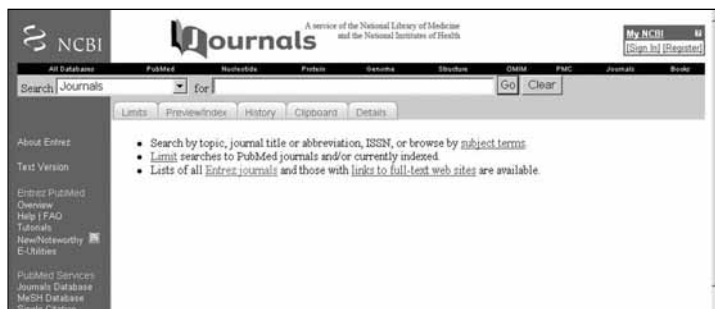 NCBI
Journals
A service of the National Library of Medicine
and the National Institutes of Health
My NCBI
[Sign In] [Register]
All Databases PubMed Nucleotide Protein Genome Structure OMIM PMC Journals Books
Search Journals for Go Clear
Limits Preview/Index History Clipboard Details
About Entrez
Text Version
Entrez PubMed
Overview
Help | FAQ
Tutorials
New/Noteworthy
E-Utilities
PubMed Services
Journals Database
MeSH Database
Single Citation
• Search by topic, journal title or abbreviation, ISSN, or browse by subject terms.
• Limit searches to PubMed journals and/or currently indexed.
• Lists of all Entrez journals and those with links to full-text web sites are available.